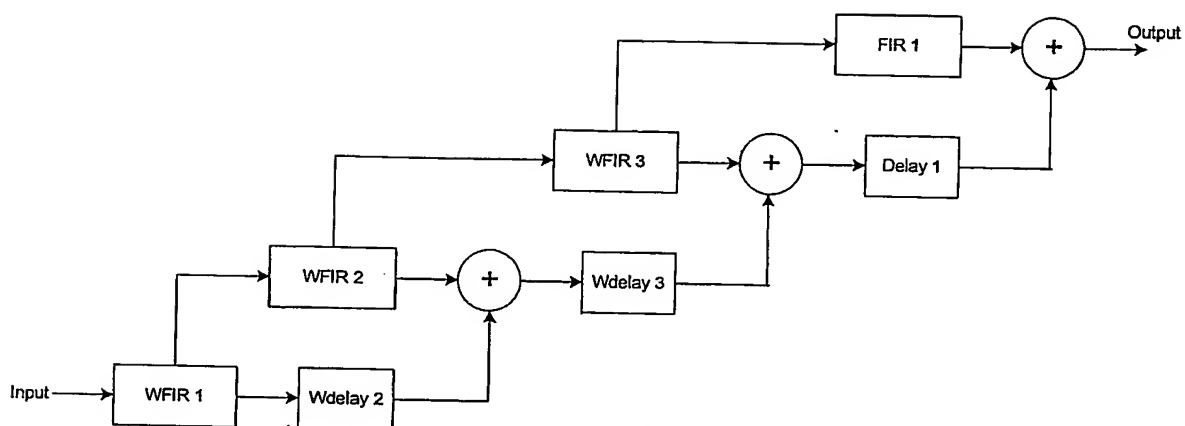 FIR 1
+
Output
WFIR 3
+
Delay 1
WFIR 2
+
Wdelay 3
Input
WFIR 1
Wdelay 2